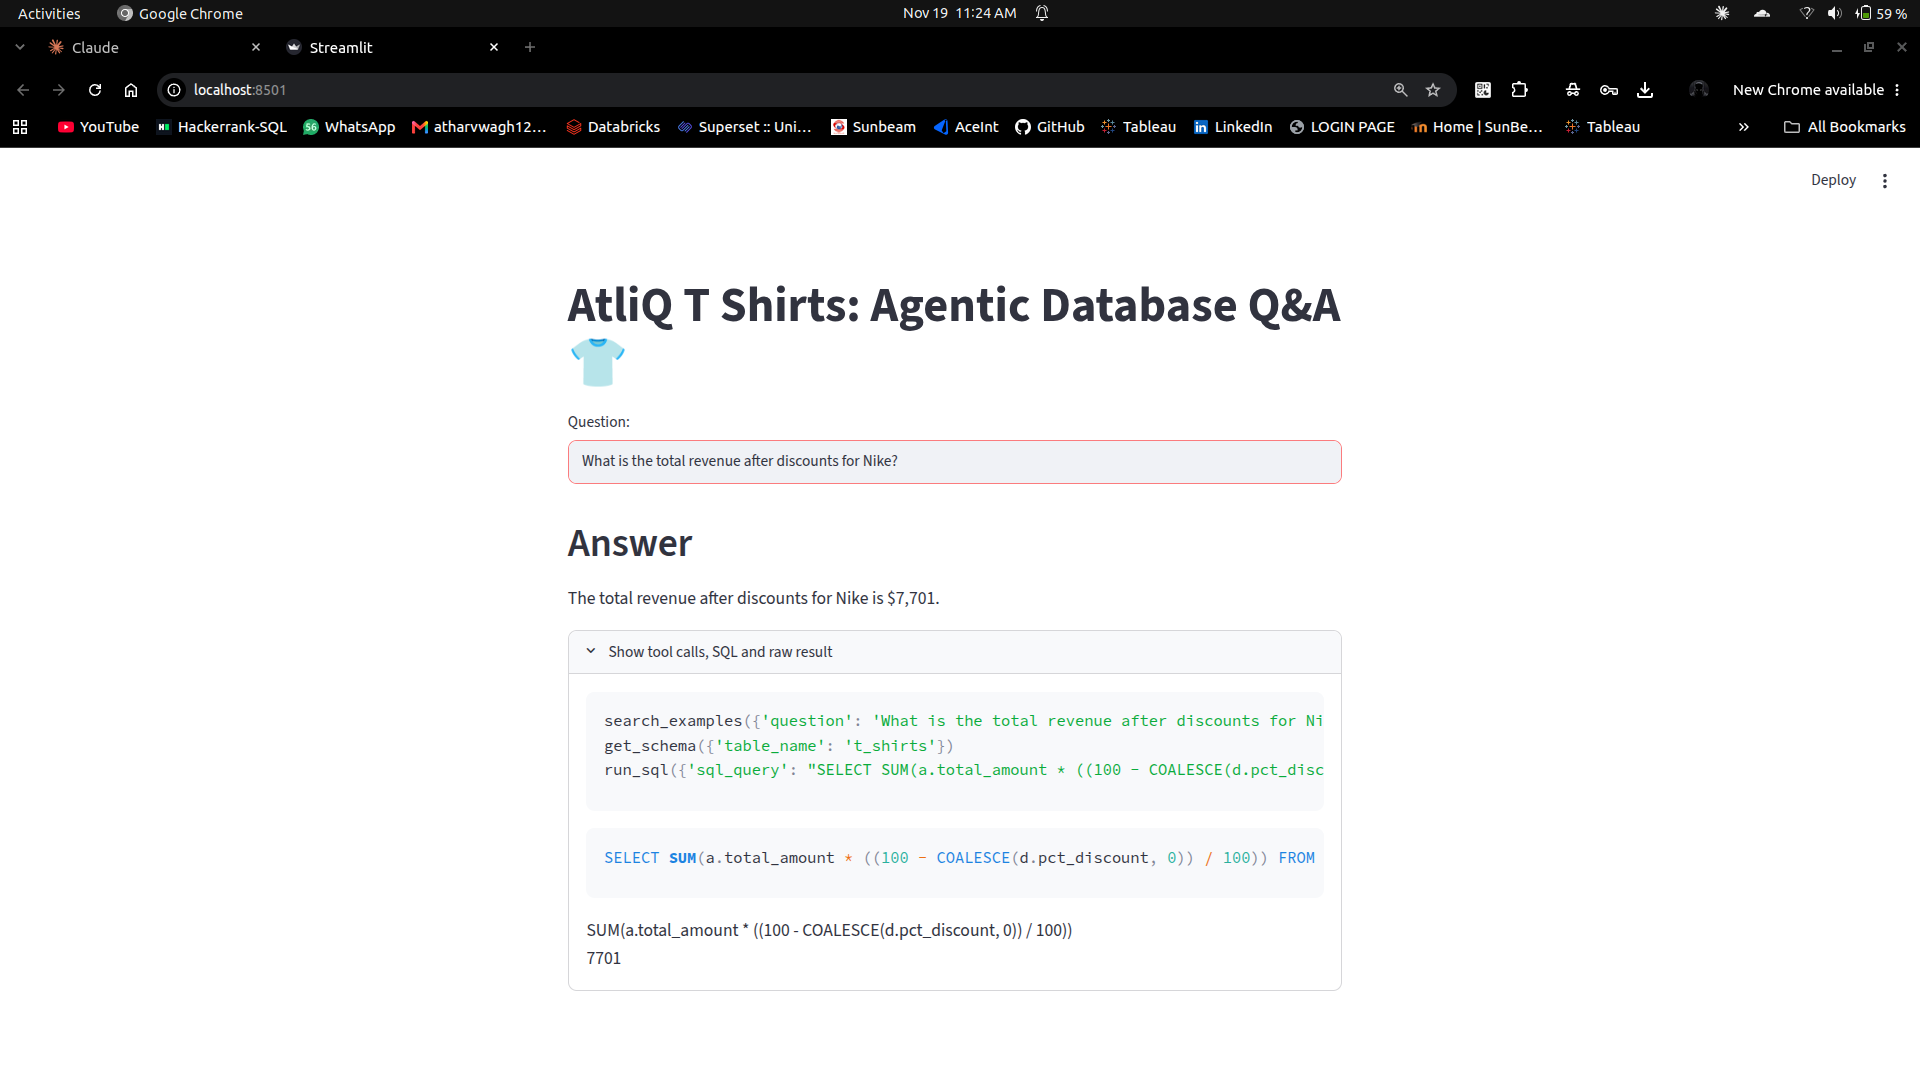 Activities Google Chrome Nov 19 11:24 AM 59 %
Claude Streamlit
localhost:8501 New Chrome available
YouTube Hackerrank-SQL 56 WhatsApp atharvwagh12... Databricks Superset :: Uni... Sunbeam AceInt GitHub Tableau LinkedIn LOGIN PAGE Home | SunBe... Tableau All Bookmarks
Deploy
AtliQ T Shirts: Agentic Database Q&A
Question:
What is the total revenue after discounts for Nike?
Answer
The total revenue after discounts for Nike is $7,701.
Show tool calls, SQL and raw result
search_examples({'question': 'What is the total revenue after discounts for Ni
get_schema({'table_name': 't_shirts'})
run_sql({'sql_query': "SELECT SUM(a.total_amount * ((100 - COALESCE(d.pct_disc
SELECT SUM(a.total_amount * ((100 - COALESCE(d.pct_discount, 0)) / 100)) FROM
SUM(a.total_amount * ((100 - COALESCE(d.pct_discount, 0)) / 100))
7701